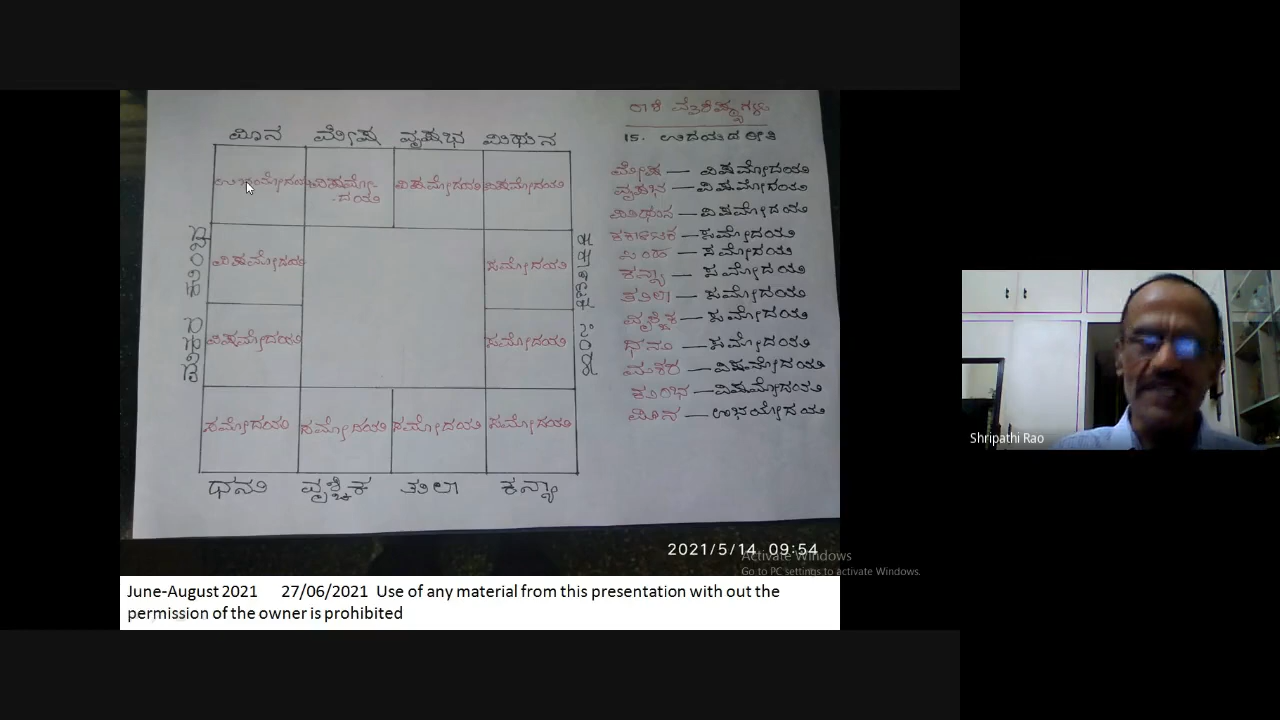 ರಾಶಿ ವೈಶಿಷ್ಟ್ಯಗಳು
15. ಉದಯದ ರೀತಿ
ಮೀನ ಮೇಷ ವೃಷಭ ಮಿಥುನ
ಉಭಯೋದಯ ವಿಷಮೋ- ವಿಷಮೋದಯ ವಿಷಮೋದಯ
-ದಯ
ಕುಂಭ ವಿಷಮೋದಯ ಸಮೋದಯ ಕರ್ಕಾಟಕ
ಮಕರ ವಿಷಮೋದಯ ಸಮೋದಯ ಸಿಂಹ
ಸಮೋದಯ ಸಮೋದಯ ಸಮೋದಯ ಸಮೋದಯ
ಧನು ವೃಶ್ಚಿಕ ತುಲಾ ಕನ್ಯಾ
ಮೇಷ — ವಿಷಮೋದಯ
ವೃಷಭ — ವಿಷಮೋದಯ
ಮಿಥುನ — ವಿಷಮೋದಯ
ಕರ್ಕಾಟಕ — ಸಮೋದಯ
ಸಿಂಹ — ಸಮೋದಯ
ಕನ್ಯಾ — ಸಮೋದಯ
ತುಲಾ — ಸಮೋದಯ
ವೃಶ್ಚಿಕ — ಸಮೋದಯ
ಧನು — ಸಮೋದಯ
ಮಕರ — ವಿಷಮೋದಯ
ಕುಂಭ — ವಿಷಮೋದಯ
ಮೀನ — ಉಭಯೋದಯ
2021/5/14 09:54
Activate Windows
Go to PC settings to activate Windows.
June-August 2021 27/06/2021 Use of any material from this presentation with out the
permission of the owner is prohibited
Shripathi Rao